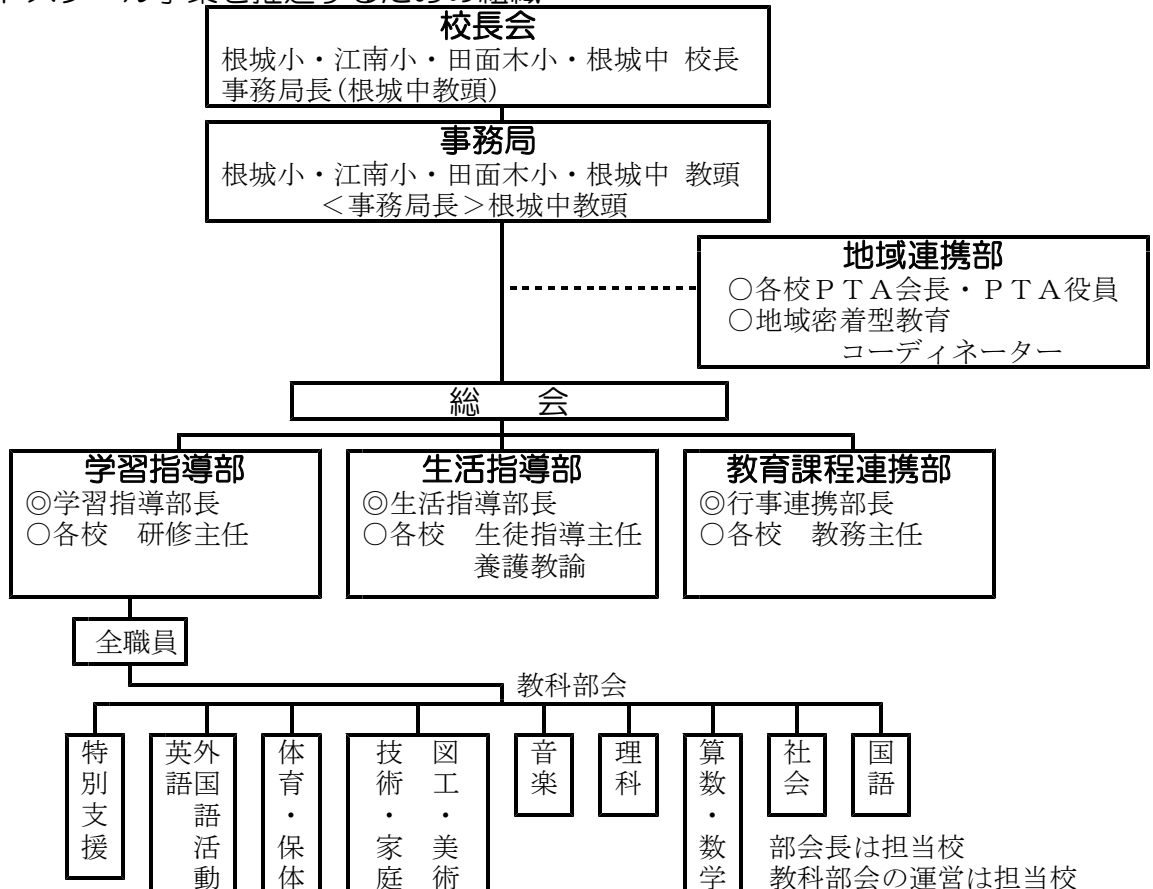 校長会
根城小・江南小・田面木小・根城中 校長
事務局長(根城中教頭)
事務局
根城小・江南小・田面木小・根城中 教頭
＜事務局長＞根城中教頭
地域連携部
○各校ＰＴＡ会長・ＰＴＡ役員
○地域密着型教育
コーディネーター
総　会
学習指導部
◎学習指導部長
○各校　研修主任
生活指導部
◎生活指導部長
○各校　生徒指導主任
養護教諭
教育課程連携部
◎行事連携部長
○各校　教務主任
全職員
教科部会
国語
社会
算数・数学
理科
音楽
図工・美術
技術・家庭
体育・保体
外国語活動
英語
特別支援
部会長は担当校
教科部会の運営は担当校